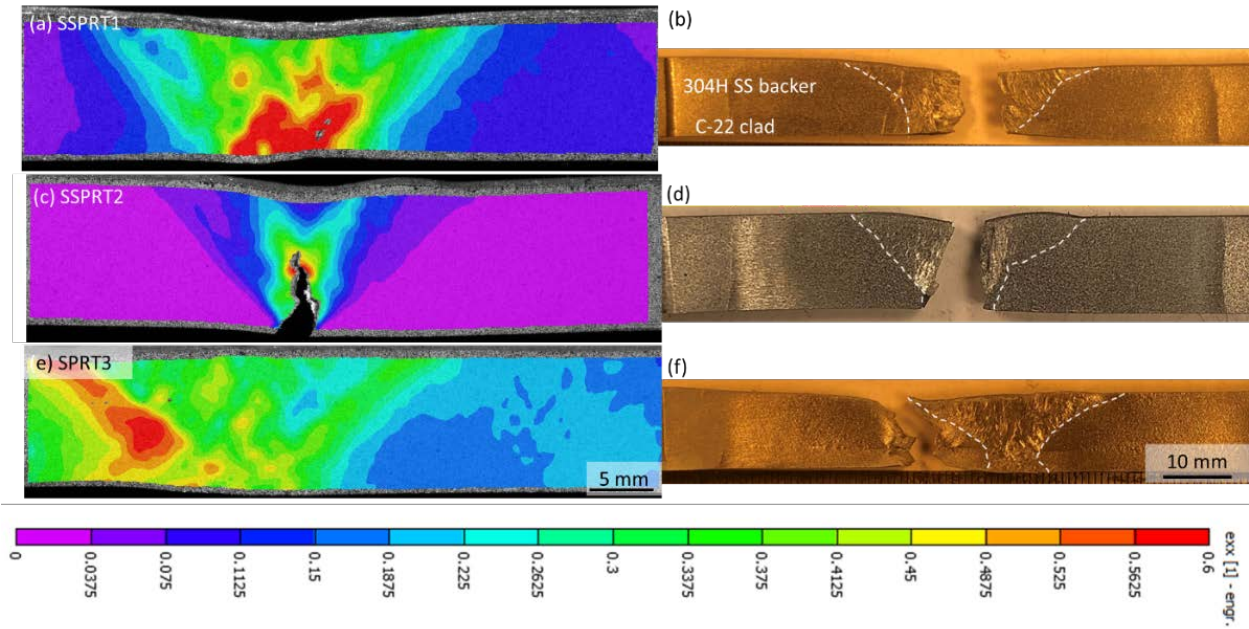 (a) SSPRT1
(b)
304H SS backer
C-22 clad
(c) SSPRT2
(d)
e) SPRT3
5 mm
(f)
10 mm
0
0.0375
0.075
0.1125
0.15
0.1875
0.225
0.2625
0.3
0.3375
0.375
0.4125
0.45
0.4875
0.525
0.5625
0.6
exx [1] - engr.